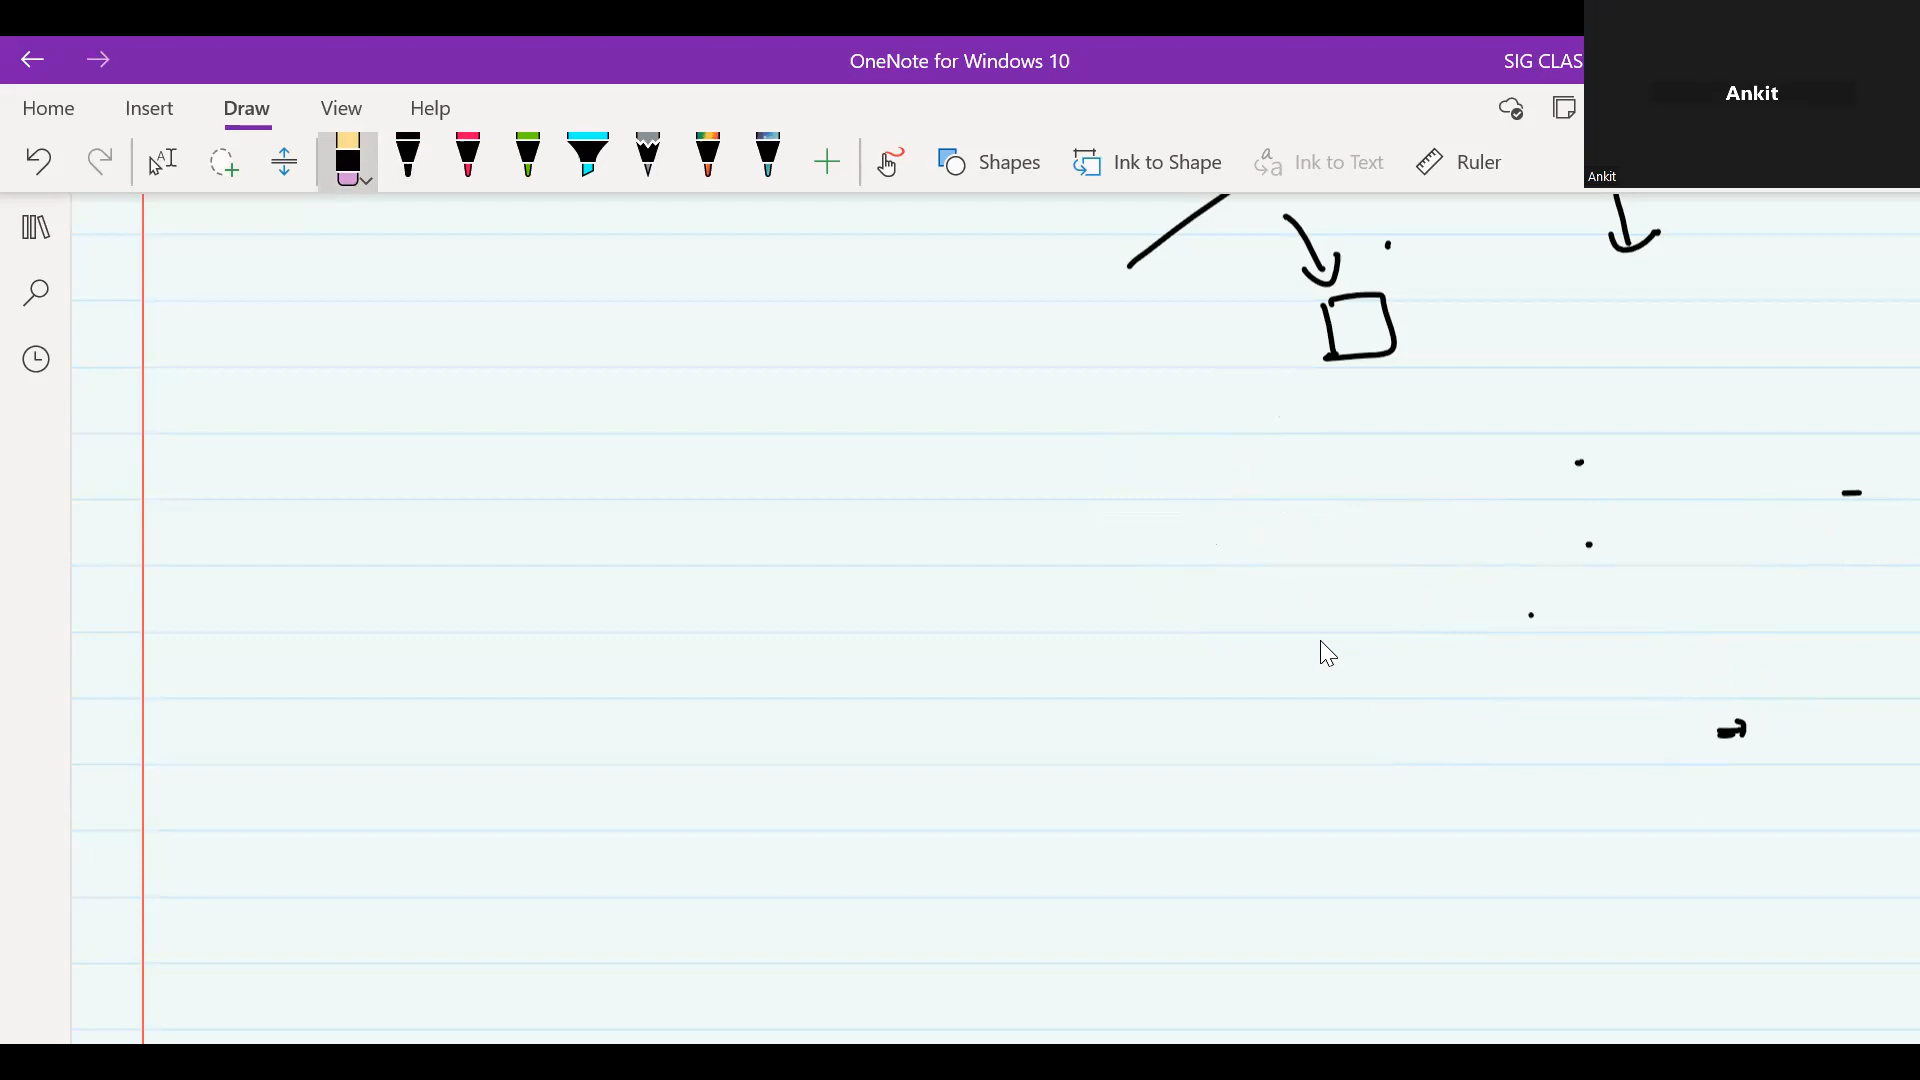 OneNote for Windows 10
SIG CLAS
Ankit
Home Insert Draw View Help
Shapes Ink to Shape Ink to Text Ruler
Ankit